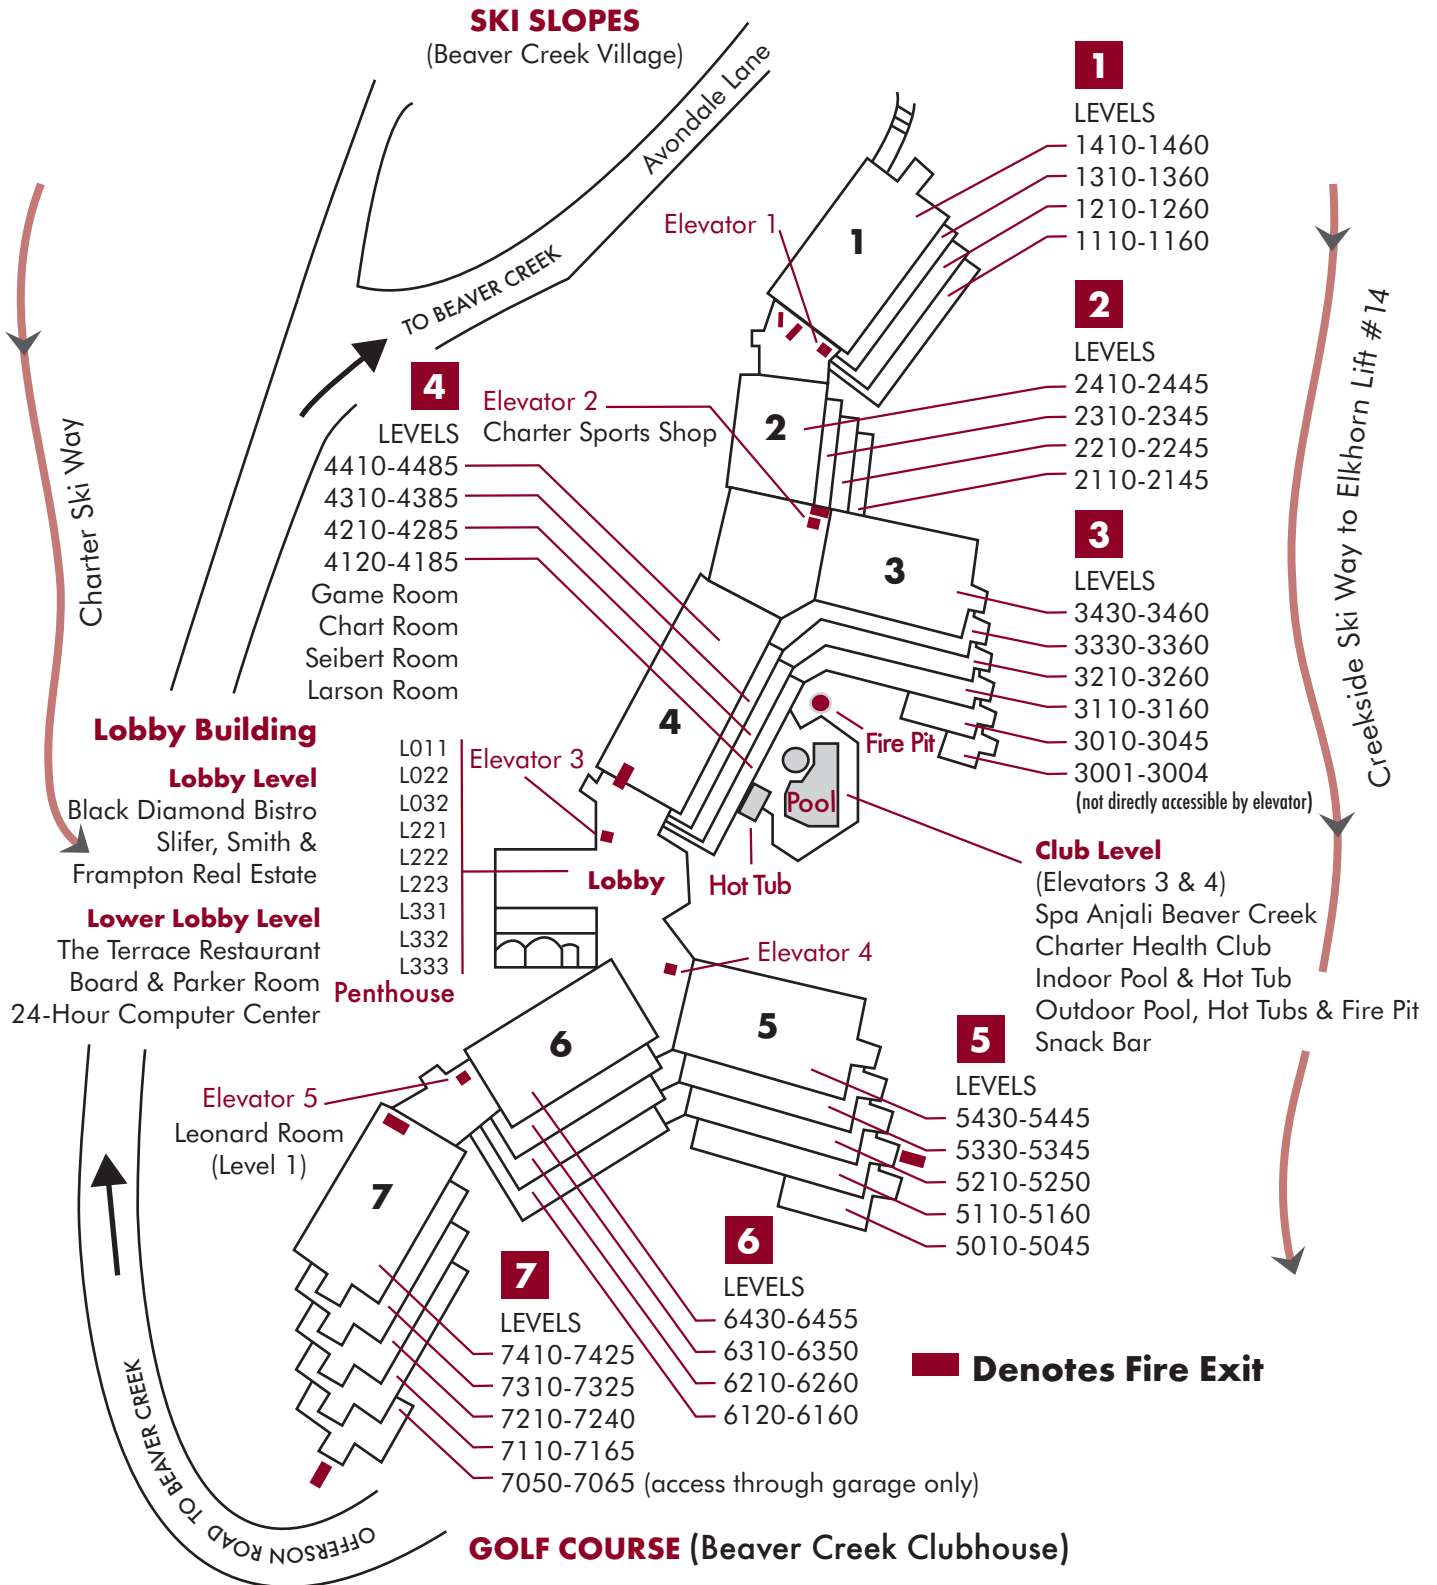 SKI SLOPES
(Beaver Creek Village)
Avondale Lane
TO BEAVER CREEK
Charter Ski Way
Creekside Ski Way to Elkhorn Lift #14
1
LEVELS
1410-1460
1310-1360
1210-1260
1110-1160
Elevator 1
1
2
LEVELS
2410-2445
2310-2345
2210-2245
2110-2145
Elevator 2
Charter Sports Shop
2
3
LEVELS
3430-3460
3330-3360
3210-3260
3110-3160
3010-3045
3001-3004
(not directly accessible by elevator)
3
4
LEVELS
4410-4485
4310-4385
4210-4285
4120-4185
Game Room
Chart Room
Seibert Room
Larson Room
4
Fire Pit
Pool
Hot Tub
Lobby Building
Lobby Level
Black Diamond Bistro
Slifer, Smith &
Frampton Real Estate
Lower Lobby Level
The Terrace Restaurant
Board & Parker Room
24-Hour Computer Center
L011
L022
L032
L221
L222
L223
L331
L332
L333
Penthouse
Elevator 3
Lobby
Club Level
(Elevators 3 & 4)
Spa Anjali Beaver Creek
Charter Health Club
Indoor Pool & Hot Tub
Outdoor Pool, Hot Tubs & Fire Pit
Snack Bar
Elevator 4
5
5
LEVELS
5430-5445
5330-5345
5210-5250
5110-5160
5010-5045
6
Elevator 5
Leonard Room
(Level 1)
7
6
LEVELS
6430-6455
6310-6350
6210-6260
6120-6160
7
LEVELS
7410-7425
7310-7325
7210-7240
7110-7165
7050-7065 (access through garage only)
Denotes Fire Exit
OFFERSON ROAD TO BEAVER CREEK
GOLF COURSE (Beaver Creek Clubhouse)